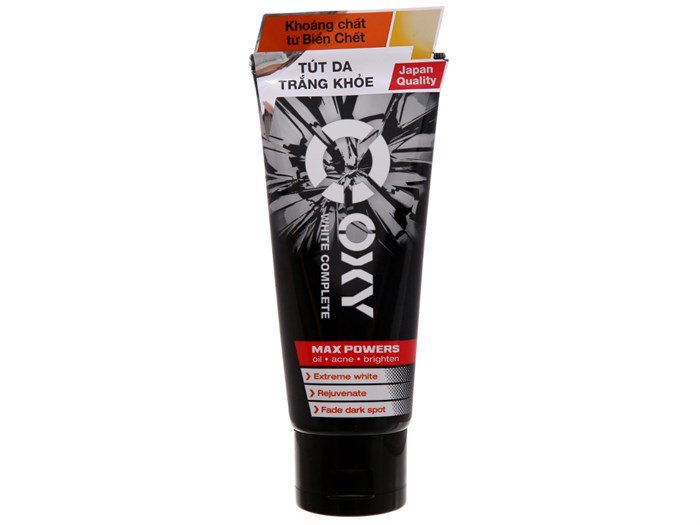 Khoáng chất
từ Biển Chết
TÚT DA
TRẮNG KHỎE
Japan
Quality
OXY
WHITE COMPLETE
MAX POWERS
oil • acne • brighten
Extreme white
Rejuvenate
Fade dark spot